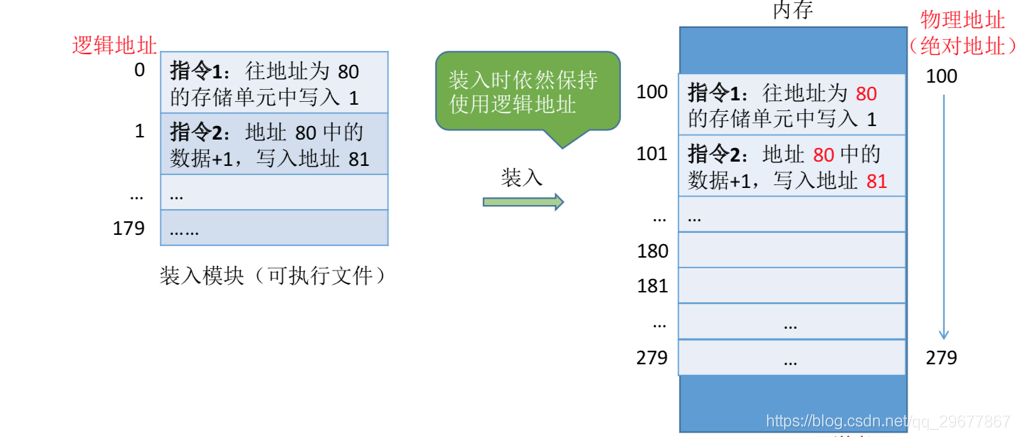 内存
逻辑地址
物理地址
（绝对地址）
0
指令1：往地址为 80
的存储单元中写入 1
1
指令2：地址 80 中的
数据+1，写入地址 81
...
...
179
……
装入模块（可执行文件）
装入时依然保持
使用逻辑地址
装入
100
指令1：往地址为 80
的存储单元中写入 1
101
指令2：地址 80 中的
数据+1，写入地址 81
...
...
180
181
...
...
279
...
100
279
https://blog.csdn.net/qq_29677867